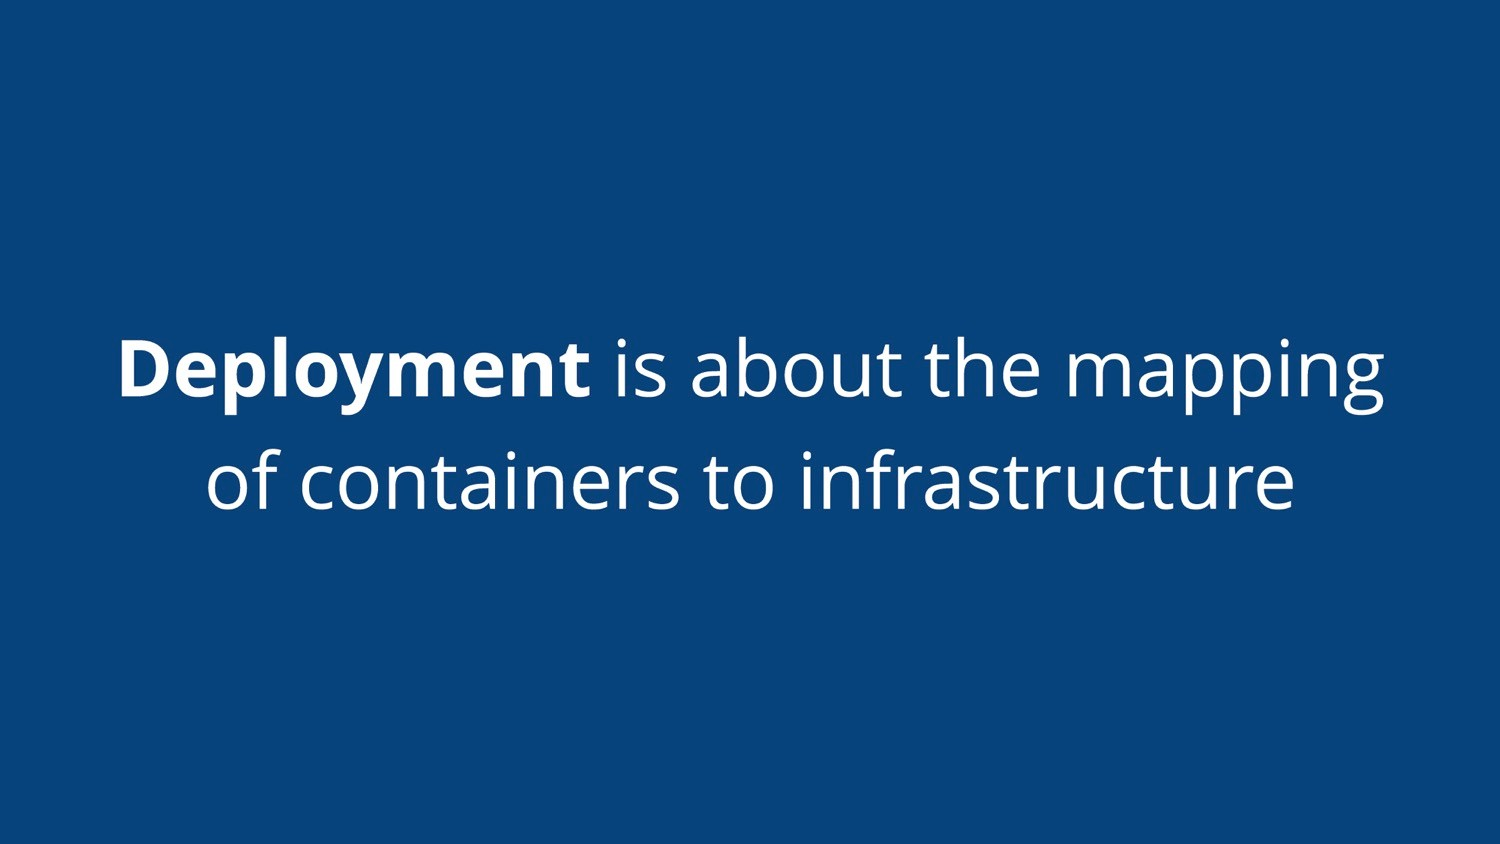 Deployment is about the mapping
of containers to infrastructure